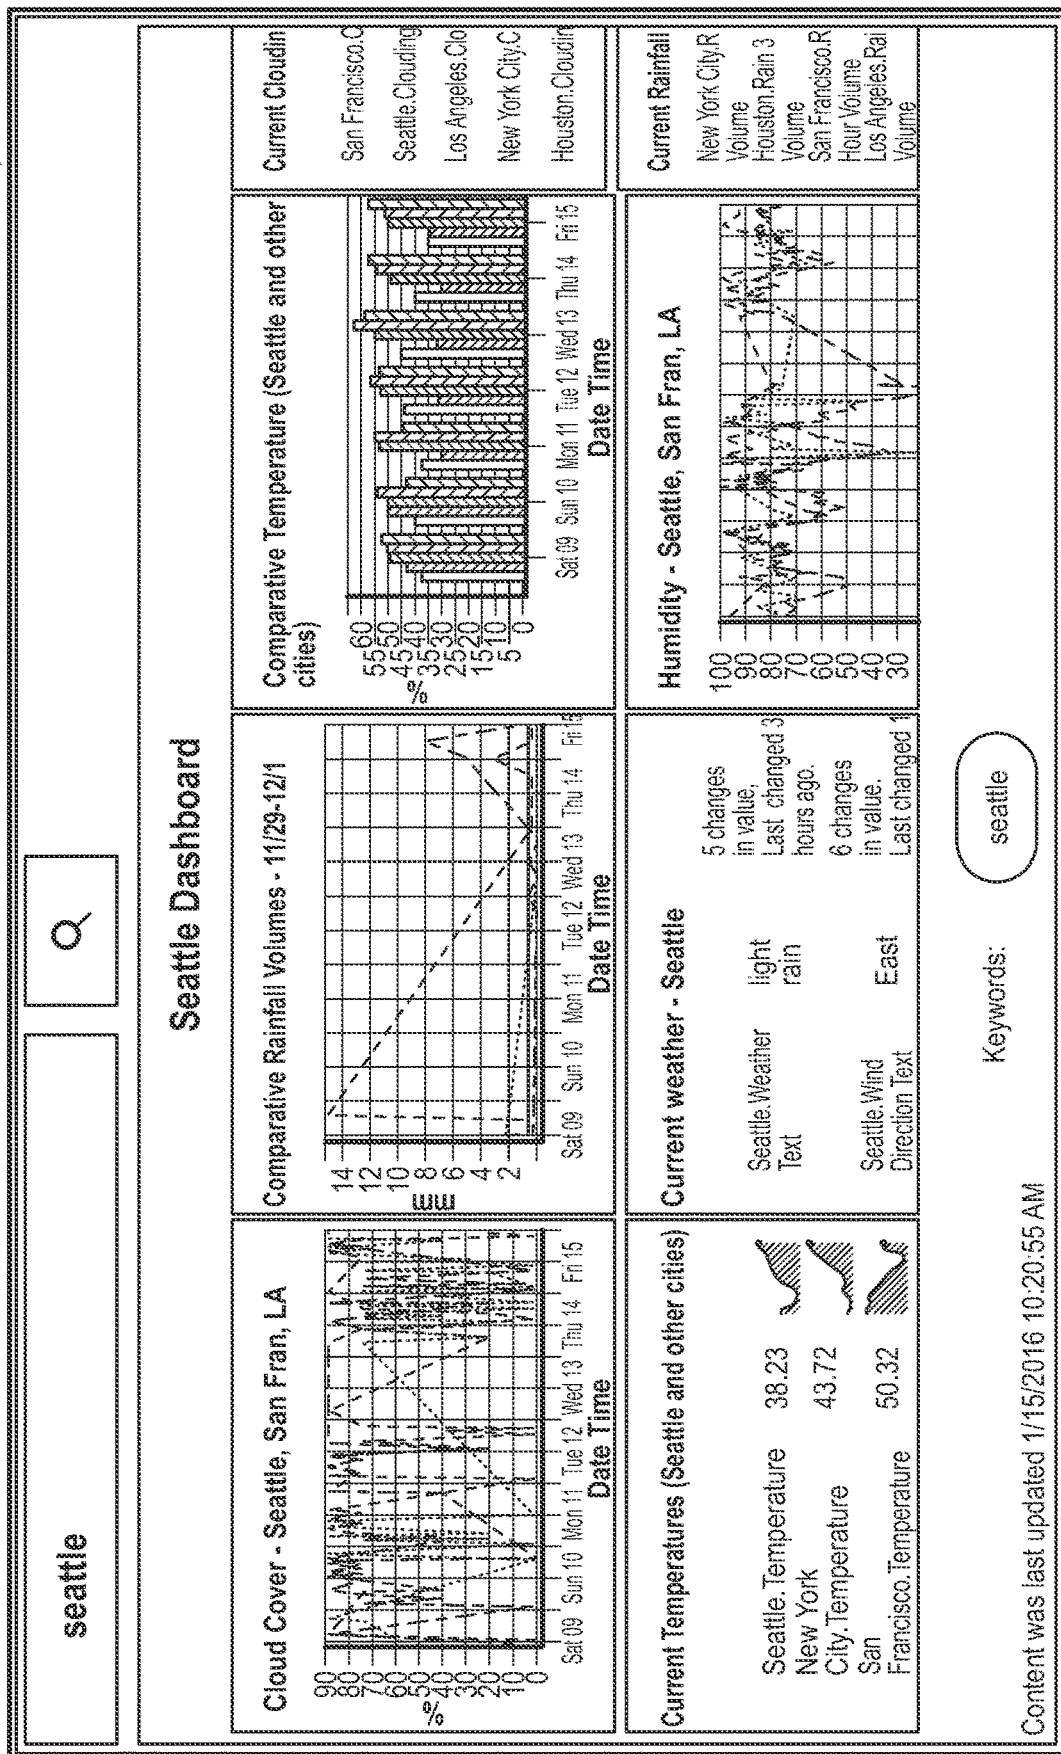 seattle
Seattle Dashboard
Cloud Cover - Seattle, San Fran, LA
90
80
70
60
50
40
30
20
10
0
%
Sat 09 Sun 10 Mon 11 Tue 12 Wed 13 Thu 14 Fri 15
Date Time
Comparative Rainfall Volumes - 11/29-12/1
14
12
10
8
6
4
2
mm
Sat 09 Sun 10 Mon 11 Tue 12 Wed 13 Thu 14 Fri 15
Date Time
Comparative Temperature (Seattle and other
cities)
60
55
50
45
40
35
30
25
20
15
10
5
0
%
Sat 09 Sun 10 Mon 11 Tue 12 Wed 13 Thu 14 Fri 15
Date Time
Current Cloudin
San Francisco.C
Seattle.Clouding
Los Angeles.Clo
New York City.C
Houston.Cloudin
Current Temperatures (Seattle and other cities)
Seattle.Temperature 38.23
New York
City.Temperature 43.72
San
Francisco.Temperature 50.32
Current weather - Seattle
Seattle.Weather
Text
light
rain
5 changes
in value.
Last changed 3
hours ago.
Seattle.Wind
Direction Text
East
6 changes
in value.
Last changed 1
Humidity - Seattle, San Fran, LA
100
90
80
70
60
50
40
30
Current Rainfall
New York City.R
Volume
Houston.Rain 3
Volume
San Francisco.R
Hour Volume
Los Angeles.Rai
Volume
Keywords: seattle
Content was last updated 1/15/2016 10:20:55 AM